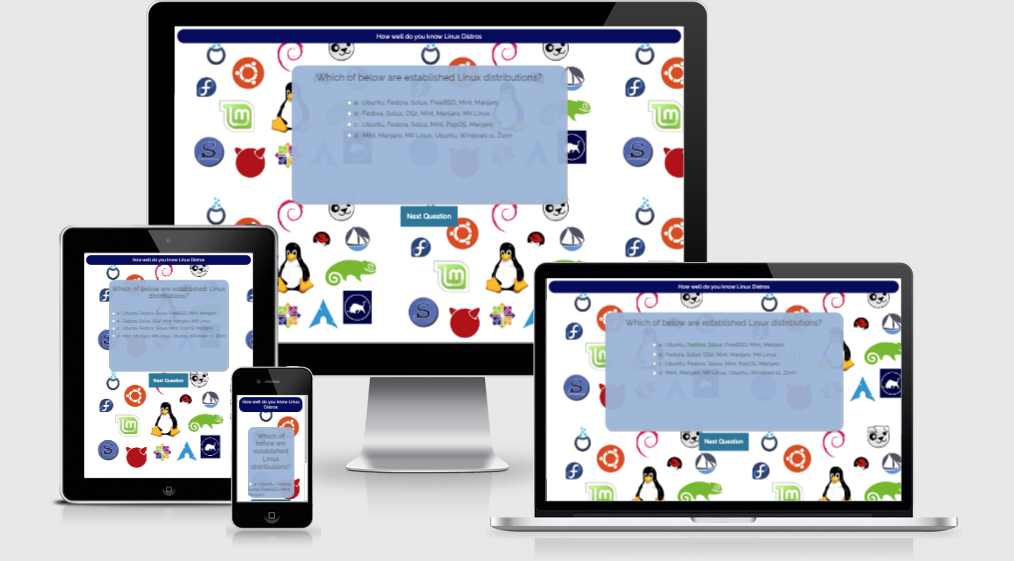 How well do you know Linux Distros
Which of below are established Linux distributions?
a : Ubuntu, Fedora, Solus, FreeBSD, Mint, Manjaro
b : Fedora, Solus, OS2, Mint, Manjaro, MX Linux
c : Ubuntu, Fedora, Solus, Mint, PopOS, Manjaro
d : Mint, Manjaro, MX Linux, Ubuntu, Windows 11, Zorin
Next Question
How well do you know Linux Distros
Which of below are established Linux
distributions?
a : Ubuntu, Fedora, Solus, FreeBSD, Mint, Manjaro
b : Fedora, Solus, OS2, Mint, Manjaro, MX Linux
c : Ubuntu, Fedora, Solus, Mint, PopOS, Manjaro
d : Mint, Manjaro, MX Linux, Ubuntu, Windows 11, Zorin
Next Question
How well do you know Linux
Distros
Which of
below are
established
Linux
distributions?
a : Ubuntu, Fedora,
Solus, FreeBSD, Mint,
Manjaro
How well do you know Linux Distros
Which of below are established Linux distributions?
a : Ubuntu, Fedora, Solus, FreeBSD, Mint, Manjaro
b : Fedora, Solus, OS2, Mint, Manjaro, MX Linux
c : Ubuntu, Fedora, Solus, Mint, PopOS, Manjaro
d : Mint, Manjaro, MX Linux, Ubuntu, Windows 11, Zorin
Next Question